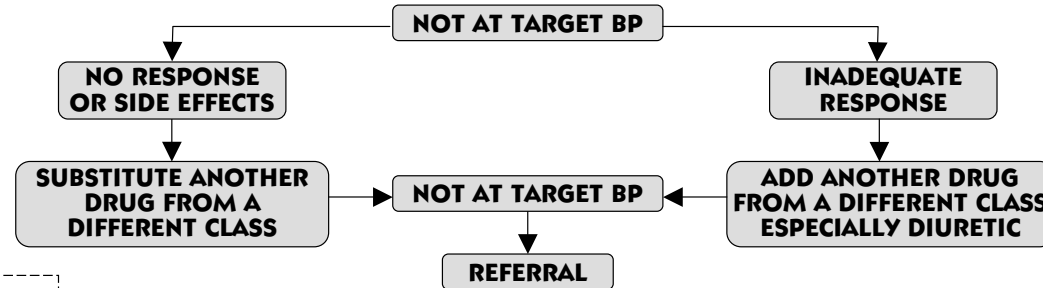 NOT AT TARGET BP
NO RESPONSE
OR SIDE EFFECTS
INADEQUATE
RESPONSE
SUBSTITUTE ANOTHER
DRUG FROM A
DIFFERENT CLASS
NOT AT TARGET BP
ADD ANOTHER DRUG
FROM A DIFFERENT CLASS
ESPECIALLY DIURETIC
REFERRAL